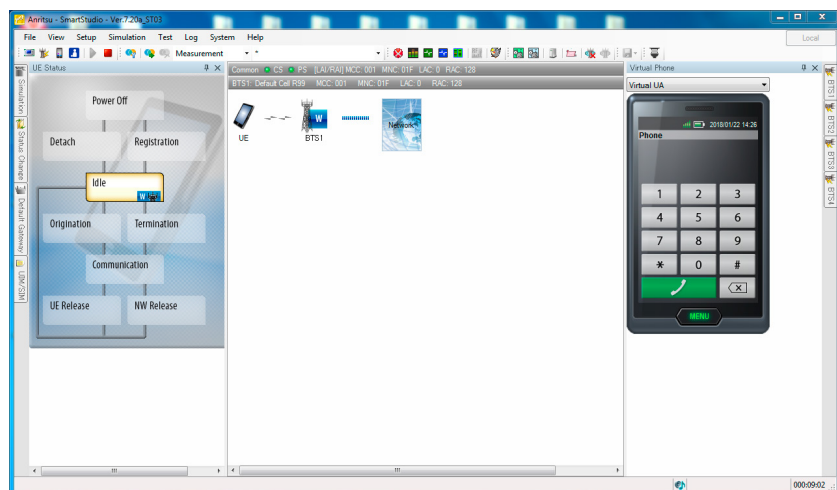 Anritsu - SmartStudio - Ver.7.20a_ST03
File View Setup Simulation Test Log System Help
Local
Measurement
UE Status
Simulation
Status Change
Default Gateway
UIM/SIM
Power Off
Detach
Registration
Idle
W
Origination
Termination
Communication
UE Release
NW Release
Common CS PS [LAI/RAI] MCC: 001 MNC: 01F LAC: 0 RAC: 128
BTS1: Default Cell R99 MCC: 001 MNC: 01F LAC: 0 RAC: 128
UE
W
BTS1
Network
Virtual Phone
Virtual UA
2018/01/22 14:26
Phone
1 2 3
4 5 6
7 8 9
* 0 #
MENU
BTS1
BTS2
BTS3
BTS4
000:09:02